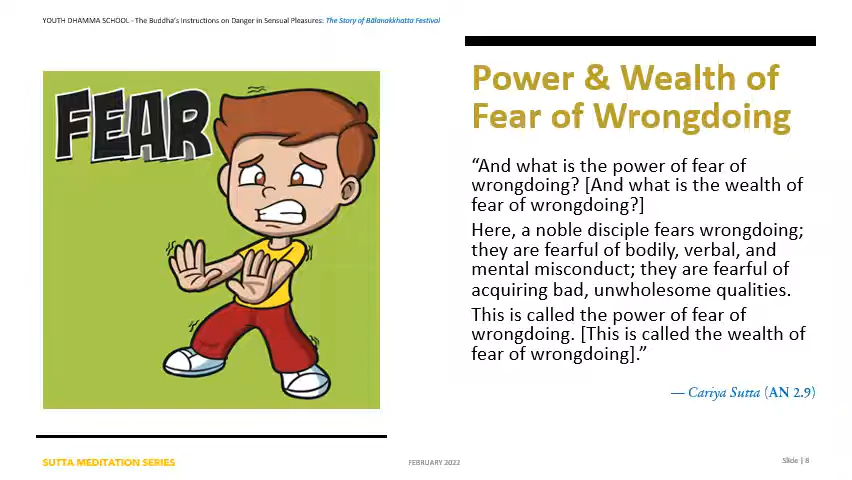 YOUTH DHAMMA SCHOOL - The Buddha's Instructions on Danger in Sensual Pleasures: The Story of Bālanakkhatta Festival
FEAR
Power & Wealth of
Fear of Wrongdoing
“And what is the power of fear of
wrongdoing? [And what is the wealth of
fear of wrongdoing?]
Here, a noble disciple fears wrongdoing;
they are fearful of bodily, verbal, and
mental misconduct; they are fearful of
acquiring bad, unwholesome qualities.
This is called the power of fear of
wrongdoing. [This is called the wealth of
fear of wrongdoing].”
— Cariya Sutta (AN 2.9)
SUTTA MEDITATION SERIES
FEBRUARY 2022
Slide | 8